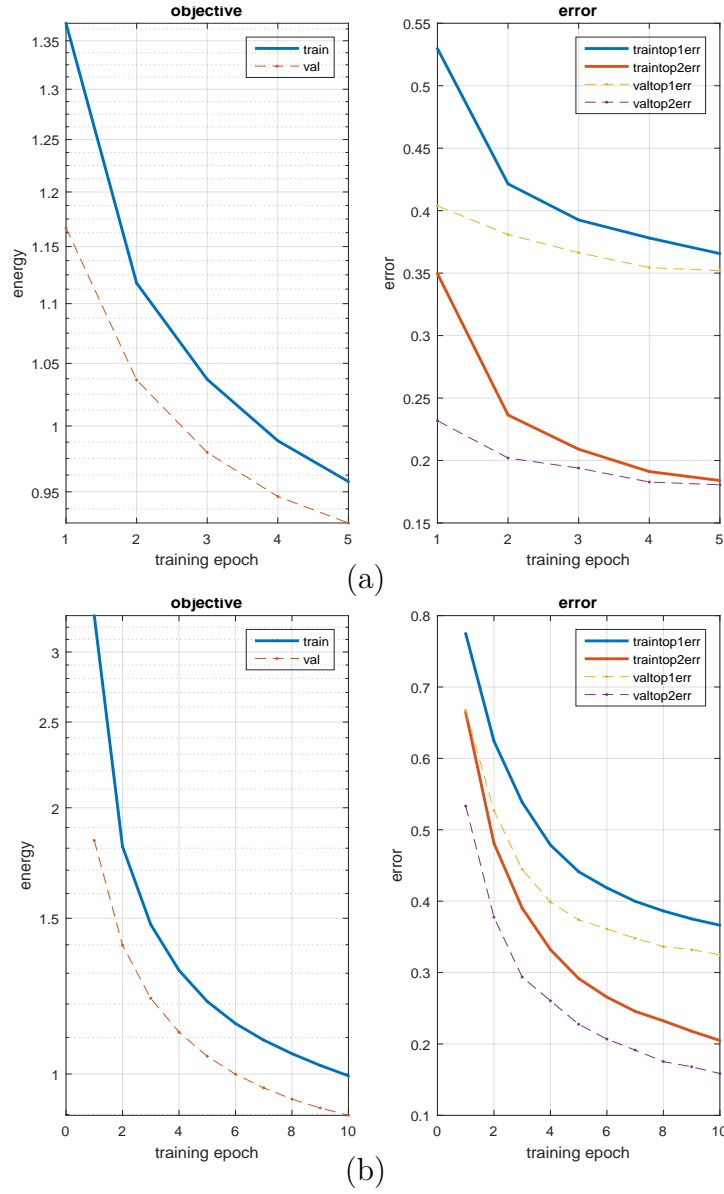 objective
train
val
1.35
1.3
1.25
1.2
1.15
1.1
1.05
1
0.95
energy
1 2 3 4 5
training epoch
error
traintop1err
traintop2err
valtop1err
valtop2err
0.55
0.5
0.45
0.4
0.35
0.3
0.25
0.2
0.15
error
1 2 3 4 5
training epoch
(a)
objective
train
val
3
2.5
2
1.5
1
energy
0 2 4 6 8 10
training epoch
error
traintop1err
traintop2err
valtop1err
valtop2err
0.8
0.7
0.6
0.5
0.4
0.3
0.2
0.1
error
0 2 4 6 8 10
training epoch
(b)